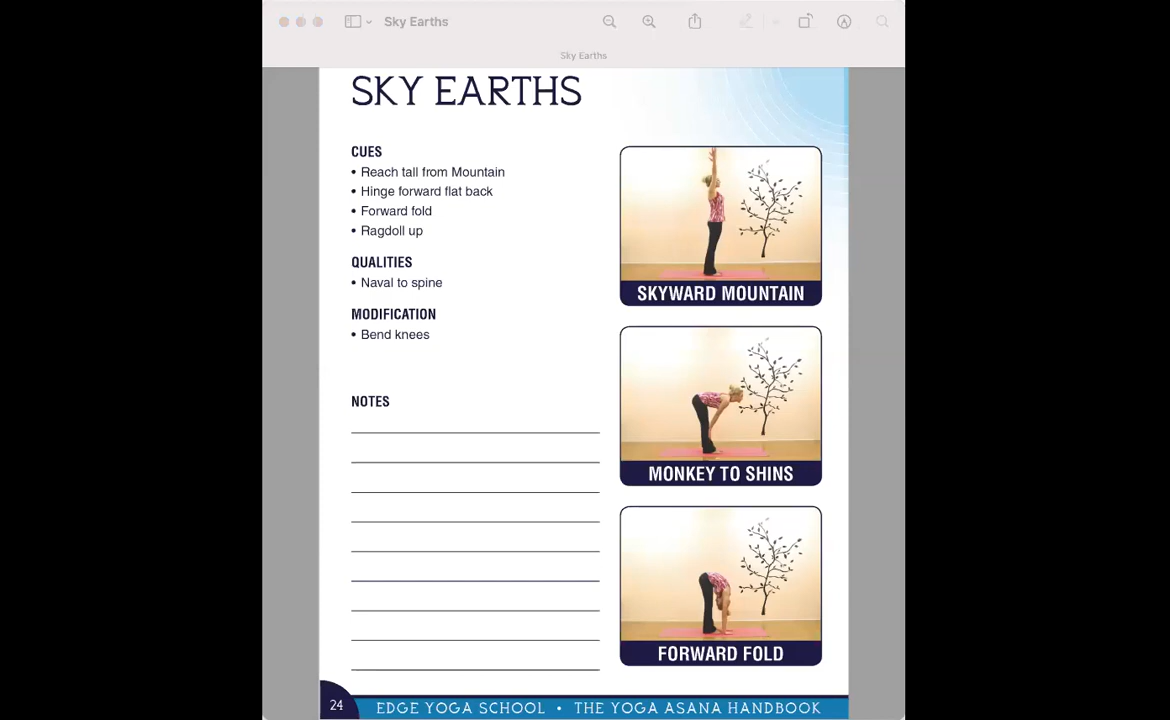 Sky Earths
Sky Earths
SKY EARTHS
CUES
• Reach tall from Mountain
• Hinge forward flat back
• Forward fold
• Ragdoll up
QUALITIES
• Naval to spine
MODIFICATION
• Bend knees
NOTES
SKYWARD MOUNTAIN
MONKEY TO SHINS
FORWARD FOLD
24
EDGE YOGA SCHOOL • THE YOGA ASANA HANDBOOK